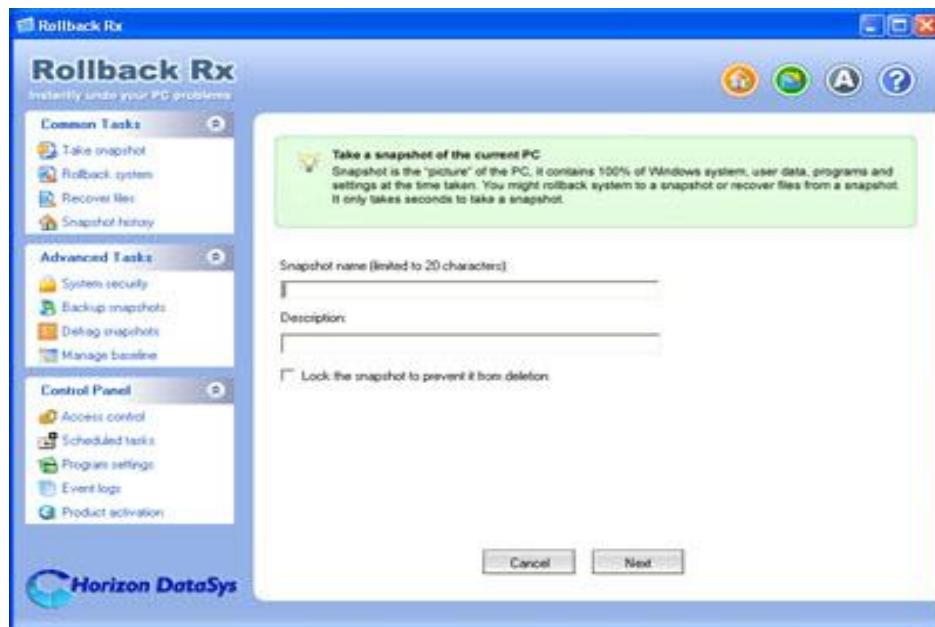 Rollback Rx
Rollback Rx
Instantly undo your PC problems
Common Tasks
Take snapshot
Rollback system
Recover files
Snapshot history
Advanced Tasks
System security
Backup snapshots
Defrag snapshots
Manage baseline
Control Panel
Access control
Scheduled tasks
Program settings
Event logs
Product activation
Horizon DataSys
A
?
Take a snapshot of the current PC
Snapshot is the "picture" of the PC, it contains 100% of Windows system, user data, programs and
settings at the time taken. You might rollback system to a snapshot or recover files from a snapshot.
It only takes seconds to take a snapshot.
Snapshot name (limited to 20 characters):
Description:
Lock the snapshot to prevent it from deletion
Cancel
Next